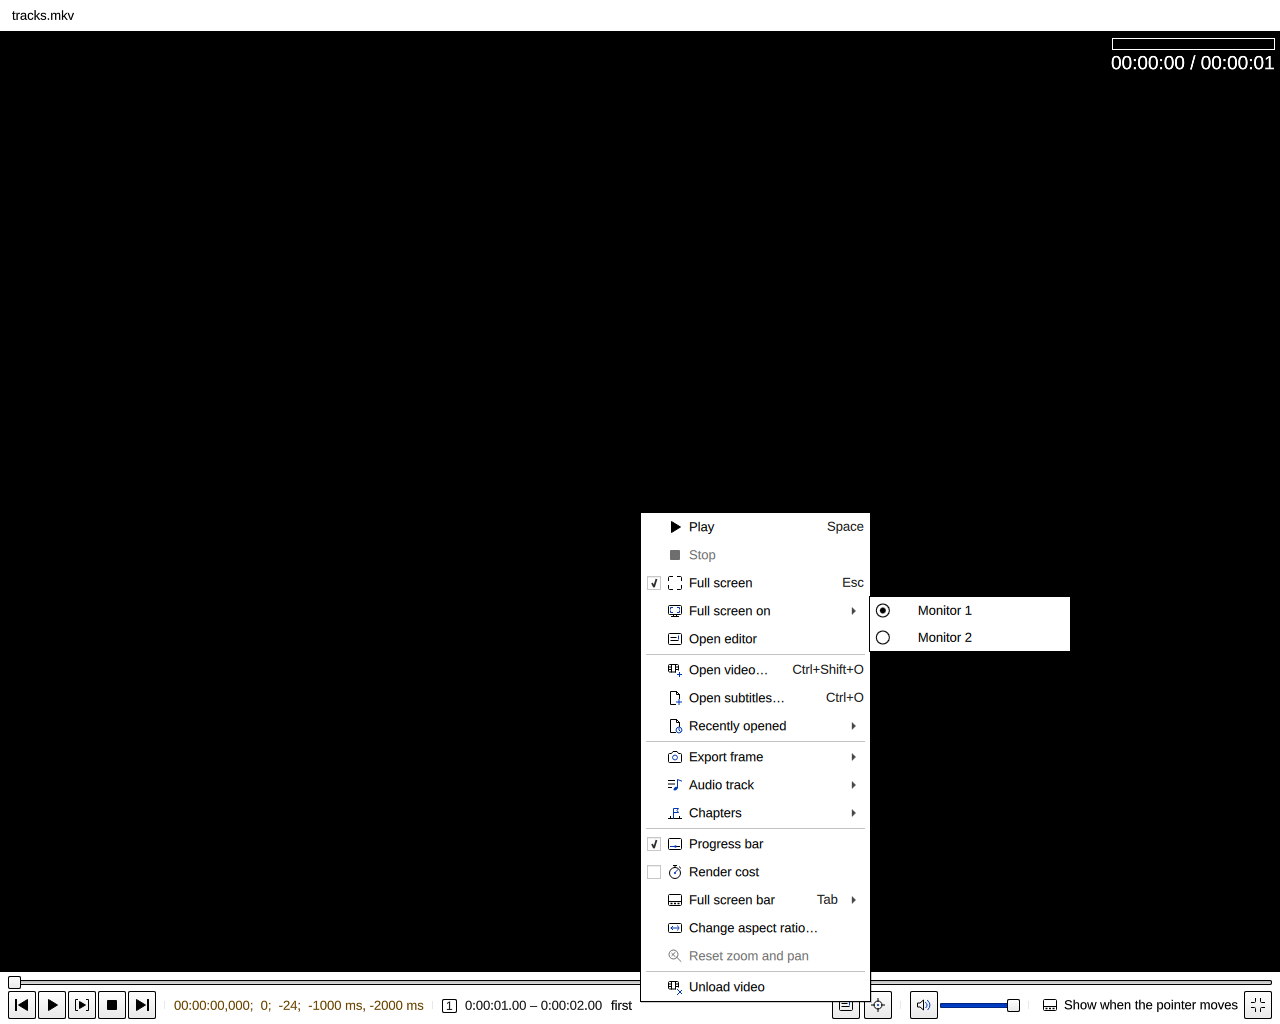 tracks.mkv
00:00:00 / 00:00:01
Play Space
Stop
Full screen Esc
Full screen on
Monitor 1
Open editor
Monitor 2
Open video… Ctrl+Shift+O
Open subtitles… Ctrl+O
Recently opened
Export frame
Audio track
Chapters
Progress bar
Render cost
Full screen bar Tab
Change aspect ratio…
Reset zoom and pan
Unload video
00:00:00,000; 0; -24; -1000 ms, -2000 ms 1 0:00:01.00 – 0:00:02.00 first Show when the pointer moves